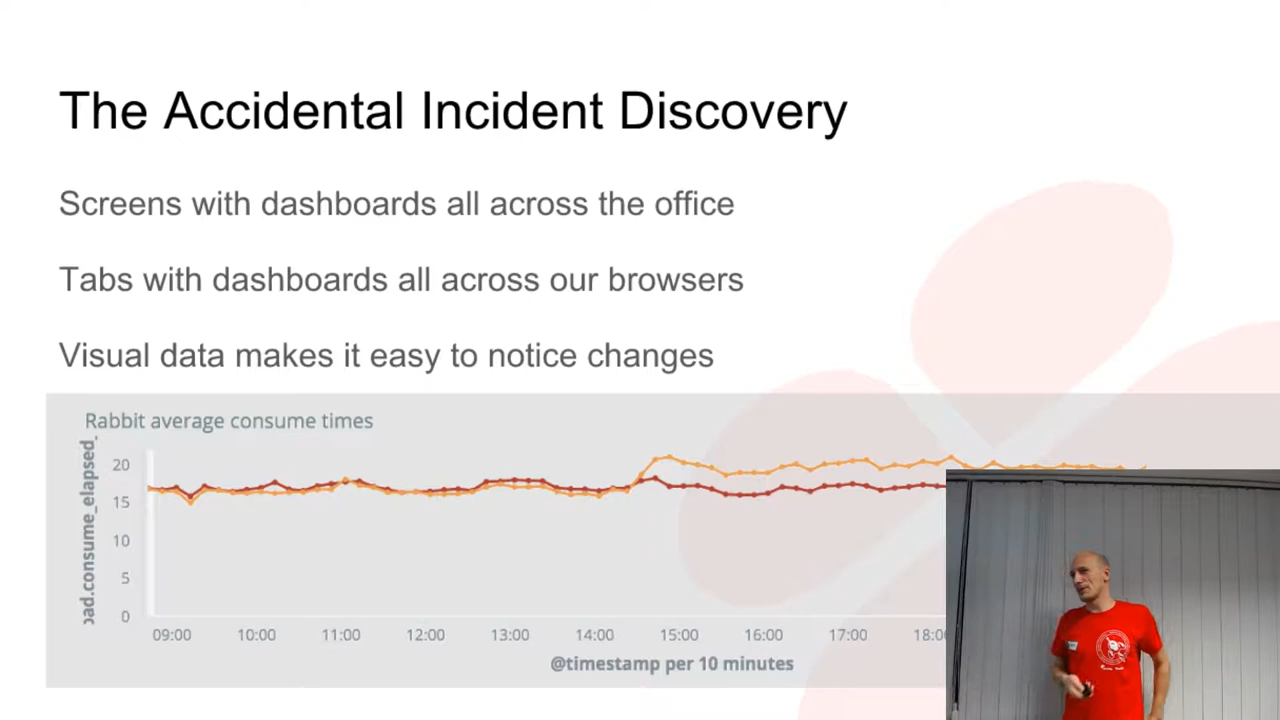 The Accidental Incident Discovery
Screens with dashboards all across the office
Tabs with dashboards all across our browsers
Visual data makes it easy to notice changes
Rabbit average consume times
oad.consume_elapsed_
20
15
10
5
0
09:00 10:00 11:00 12:00 13:00 14:00 15:00 16:00 17:00 18:00
@timestamp per 10 minutes